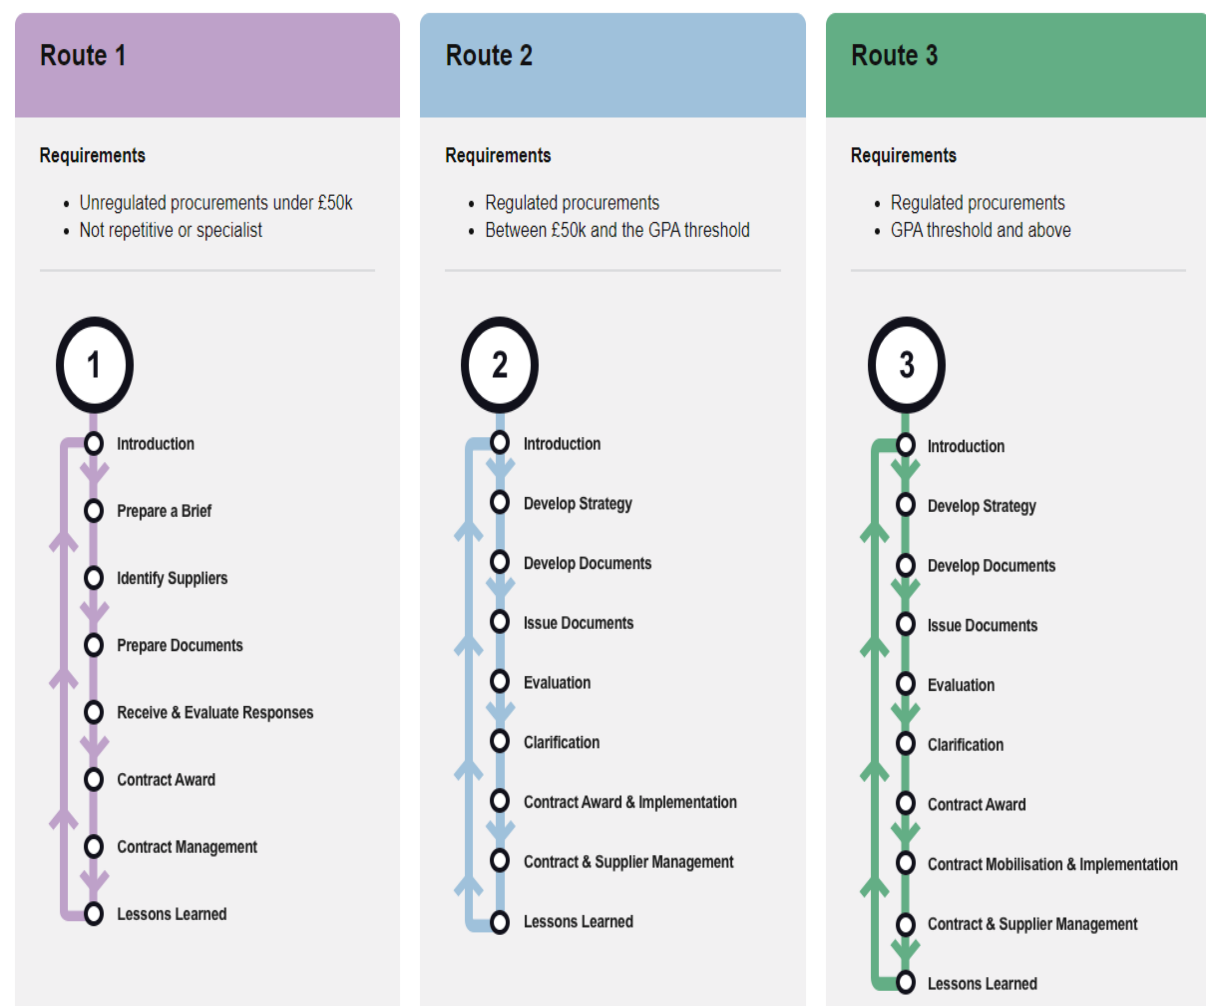 Route 1
Requirements
Unregulated procurements under £50k
Not repetitive or specialist
1
Introduction
Prepare a Brief
Identify Suppliers
Prepare Documents
Receive & Evaluate Responses
Contract Award
Contract Management
Lessons Learned
Route 2
Requirements
Regulated procurements
Between £50k and the GPA threshold
2
Introduction
Develop Strategy
Develop Documents
Issue Documents
Evaluation
Clarification
Contract Award & Implementation
Contract & Supplier Management
Lessons Learned
Route 3
Requirements
Regulated procurements
GPA threshold and above
3
Introduction
Develop Strategy
Develop Documents
Issue Documents
Evaluation
Clarification
Contract Award
Contract Mobilisation & Implementation
Contract & Supplier Management
Lessons Learned